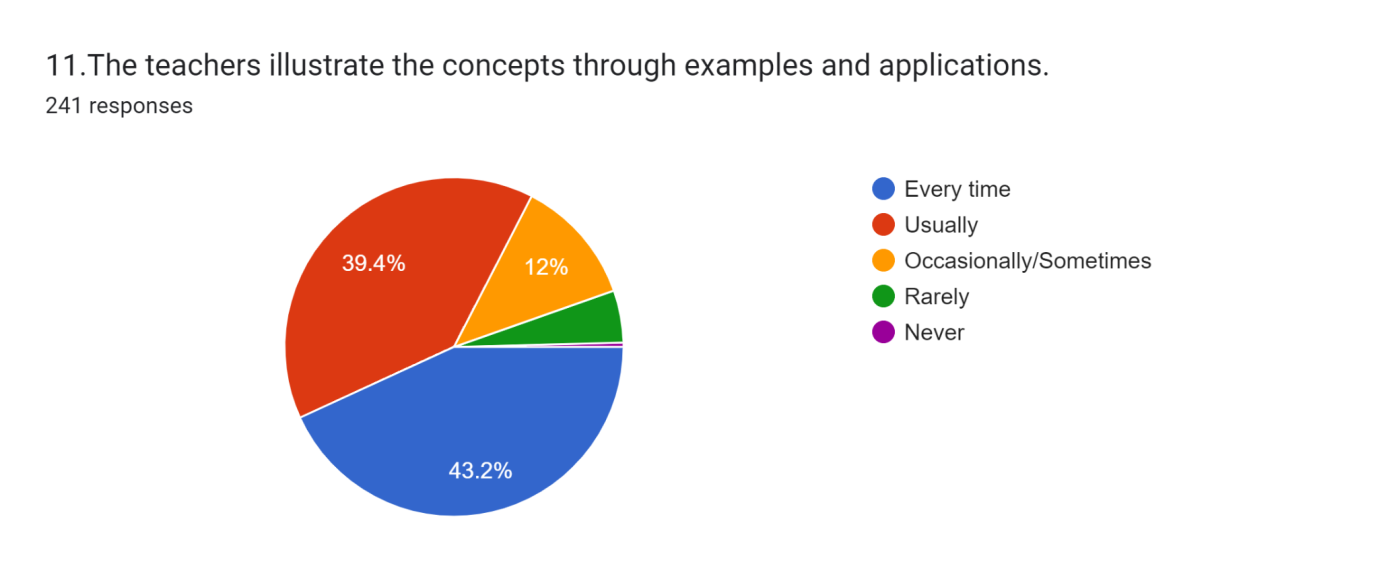 11.The teachers illustrate the concepts through examples and applications.
241 responses
39.4%
12%
43.2%
Every time
Usually
Occasionally/Sometimes
Rarely
Never